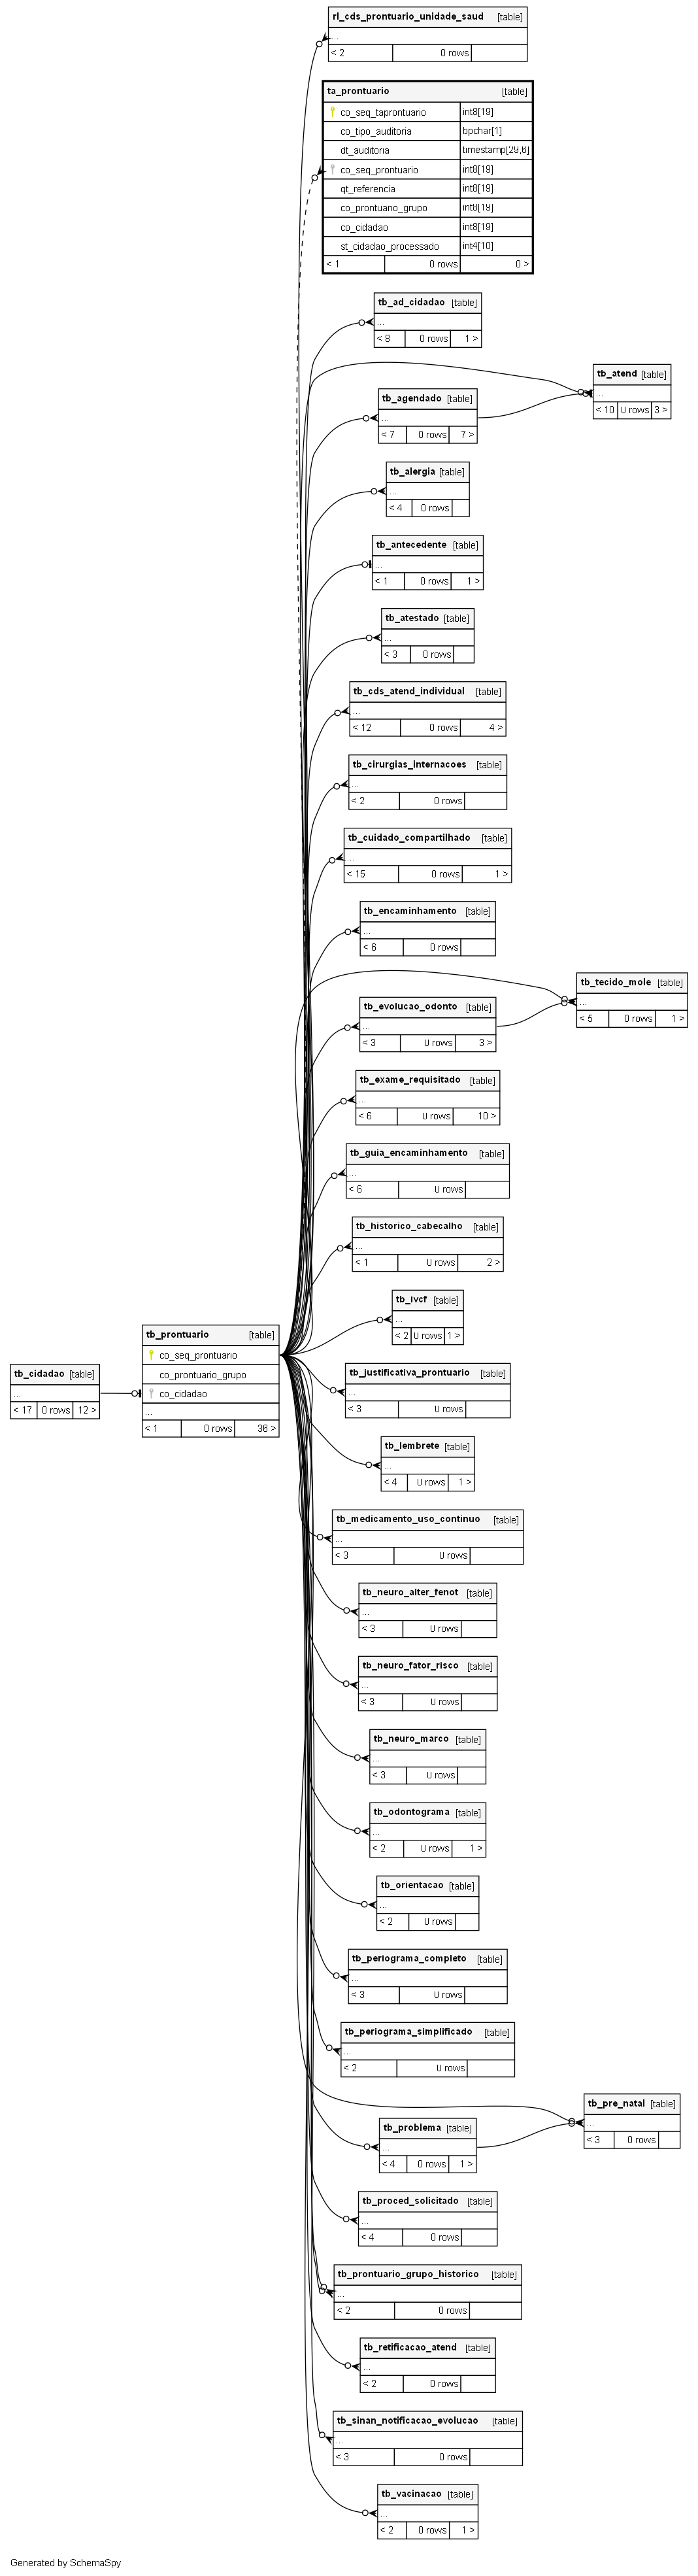 rl_cds_prontuario_unidade_saud [table]
...
< 2 0 rows
ta_prontuario [table]
co_seq_taprontuario int8[19]
co_tipo_auditoria bpchar[1]
dt_auditoria timestamp[29,6]
co_seq_prontuario int8[19]
qt_referencia int8[19]
co_prontuario_grupo int8[19]
co_cidadao int8[19]
st_cidadao_processado int4[10]
< 1 0 rows 0 >
tb_ad_cidadao [table]
...
< 8 0 rows 1 >
tb_atend [table]
...
< 10 0 rows 3 >
tb_agendado [table]
...
< 7 0 rows 7 >
tb_alergia [table]
...
< 4 0 rows
tb_antecedente [table]
...
< 1 0 rows 1 >
tb_atestado [table]
...
< 3 0 rows
tb_cds_atend_individual [table]
...
< 12 0 rows 4 >
tb_cirurgias_internacoes [table]
...
< 2 0 rows
tb_cuidado_compartilhado [table]
...
< 15 0 rows 1 >
tb_encaminhamento [table]
...
< 6 0 rows
tb_tecido_mole [table]
...
< 5 0 rows 1 >
tb_evolucao_odonto [table]
...
< 3 0 rows 3 >
tb_exame_requisitado [table]
...
< 6 0 rows 10 >
tb_guia_encaminhamento [table]
...
< 6 0 rows
tb_historico_cabecalho [table]
...
< 1 0 rows 2 >
tb_ivcf [table]
...
< 2 0 rows 1 >
tb_prontuario [table]
co_seq_prontuario
co_prontuario_grupo
co_cidadao
...
< 1 0 rows 36 >
tb_cidadao [table]
...
< 17 0 rows 12 >
tb_justificativa_prontuario [table]
...
< 3 0 rows
tb_lembrete [table]
...
< 4 0 rows 1 >
tb_medicamento_uso_continuo [table]
...
< 3 0 rows
tb_neuro_alter_fenot [table]
...
< 3 0 rows
tb_neuro_fator_risco [table]
...
< 3 0 rows
tb_neuro_marco [table]
...
< 3 0 rows
tb_odontograma [table]
...
< 2 0 rows 1 >
tb_orientacao [table]
...
< 2 0 rows
tb_periograma_completo [table]
...
< 3 0 rows
tb_periograma_simplificado [table]
...
< 2 0 rows
tb_pre_natal [table]
...
< 3 0 rows
tb_problema [table]
...
< 4 0 rows 1 >
tb_proced_solicitado [table]
...
< 4 0 rows
tb_prontuario_grupo_historico [table]
...
< 2 0 rows
tb_retificacao_atend [table]
...
< 2 0 rows
tb_sinan_notificacao_evolucao [table]
...
< 3 0 rows
tb_vacinacao [table]
...
< 2 0 rows 1 >
Generated by SchemaSpy